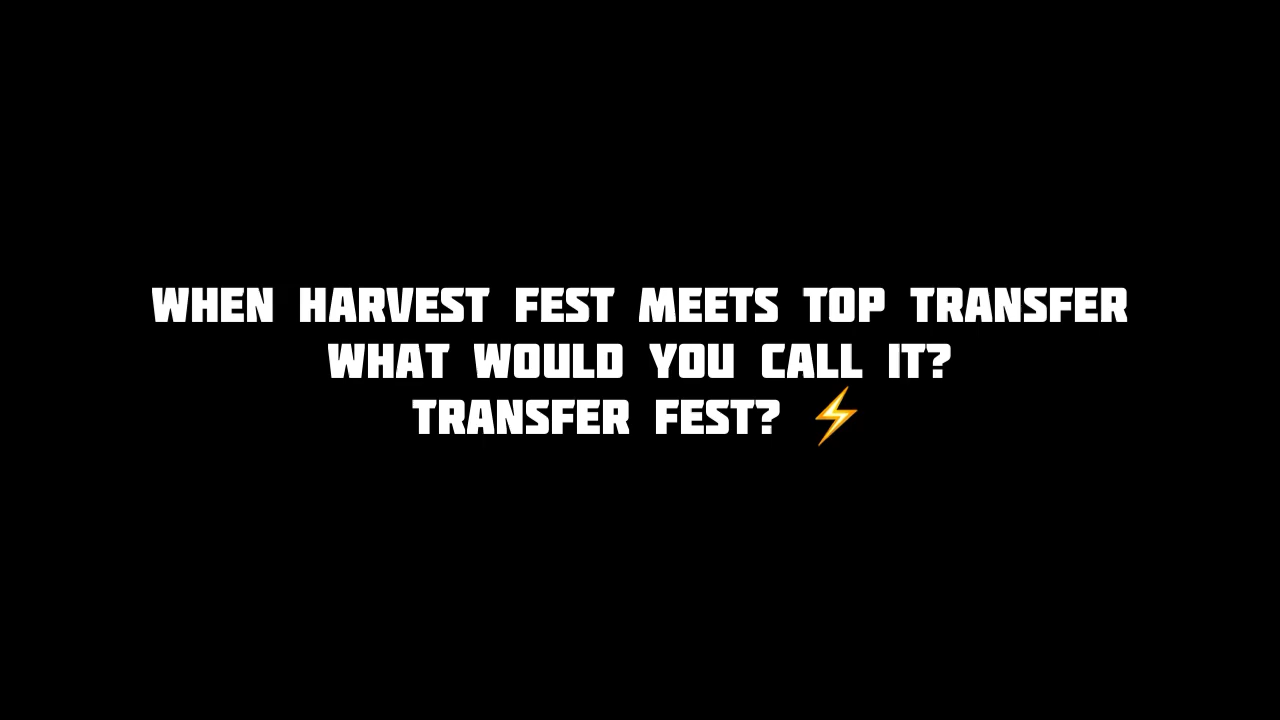 WHEN HARVEST FEST MEETS TOP TRANSFER
WHAT WOULD YOU CALL IT?
TRANSFER FEST? ⚡